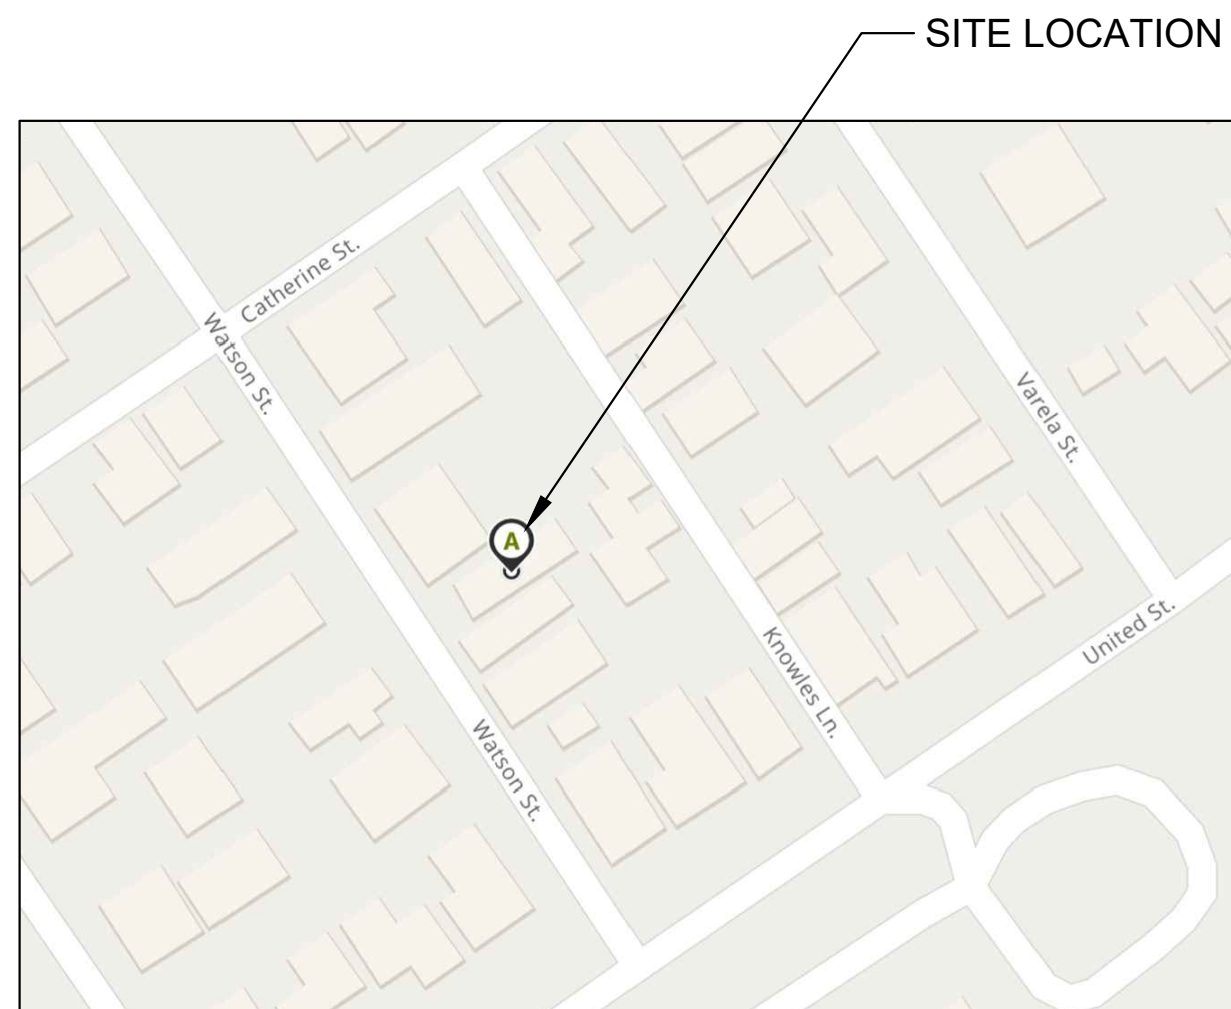 SITE LOCATION
Catherine St.
Watson St.
Varela St.
A
United St.
Knowles Ln.
Watson St.